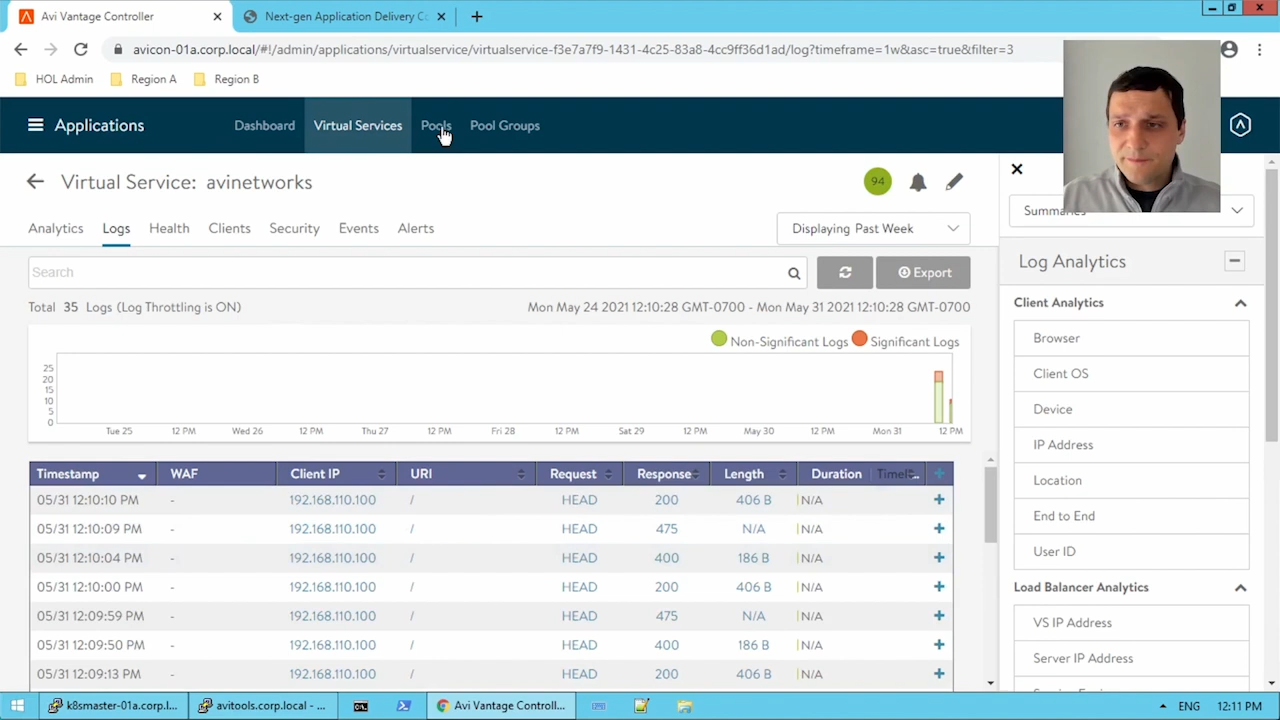 Avi Vantage Controller
Next-gen Application Delivery Co
avicon-01a.corp.local/#!/admin/applications/virtualservice/virtualservice-f3e7a7f9-1431-4c25-83a8-4cc9ff36d1ad/log?timeframe=1w&asc=true&filter=3
HOL Admin Region A Region B
Applications Dashboard Virtual Services Pools Pool Groups
Virtual Service: avinetworks 94
Summaries
Analytics Logs Health Clients Security Events Alerts Displaying Past Week
Log Analytics
Search Export
Total 35 Logs (Log Throttling is ON) Mon May 24 2021 12:10:28 GMT-0700 - Mon May 31 2021 12:10:28 GMT-0700
Client Analytics
Non-Significant Logs Significant Logs
Browser
Client OS
Device
IP Address
Location
End to End
User ID
Load Balancer Analytics
VS IP Address
Server IP Address
25
20
15
10
5
0
Tue 25 12 PM Wed 26 12 PM Thu 27 12 PM Fri 28 12 PM Sat 29 12 PM May 30 12 PM Mon 31 12 PM
Timestamp WAF Client IP URI Request Response Length Duration Timel...
05/31 12:10:10 PM - 192.168.110.100 / HEAD 200 406 B N/A
05/31 12:10:09 PM - 192.168.110.100 / HEAD 475 N/A N/A
05/31 12:10:04 PM - 192.168.110.100 / HEAD 400 186 B N/A
05/31 12:10:00 PM - 192.168.110.100 / HEAD 200 406 B N/A
05/31 12:09:59 PM - 192.168.110.100 / HEAD 475 N/A N/A
05/31 12:09:50 PM - 192.168.110.100 / HEAD 400 186 B N/A
05/31 12:09:13 PM - 192.168.110.100 / HEAD 200 406 B N/A
k8smaster-01a.corp.l... avitools.corp.local - ... Avi Vantage Controll... ENG 12:11 PM